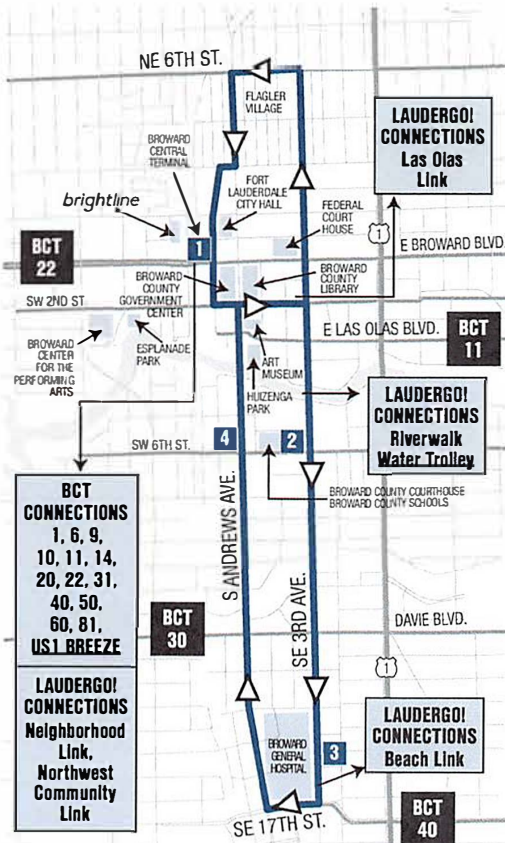 NE 6TH ST.
FLAGLER
VILLAGE
BROWARD
CENTRAL
TERMINAL
LAUDERGO!
CONNECTIONS
Las Olas
Link
brightline
FORT
LAUDERDALE
CITY HALL
FEDERAL
COURT
HOUSE
1
1
E BROWARD BLVD.
BCT
22
BROWARD
COUNTY
GOVERNMENT
CENTER
BROWARD
COUNTY
LIBRARY
SW 2ND ST
E LAS OLAS BLVD.
BCT
11
BROWARD
CENTER
FOR THE
PERFORMING
ARTS
ESPLANADE
PARK
ART
MUSEUM
HUIZENGA
PARK
LAUDERGO!
CONNECTIONS
Riverwalk
Water Trolley
SW 6TH ST.
4
2
BROWARD COUNTY COURTHOUSE
BROWARD COUNTY SCHOOLS
BCT
CONNECTIONS
1, 6, 9,
10, 11, 14,
20, 22, 31,
40, 50,
60, 81,
US1 BREEZE
LAUDERGO!
CONNECTIONS
Neighborhood
Link,
Northwest
Community
Link
S ANDREWS AVE.
SE 3RD AVE.
BCT
30
DAVIE BLVD.
1
LAUDERGO!
CONNECTIONS
Beach Link
BROWARD
GENERAL
HOSPITAL
3
SE 17TH ST.
BCT
40